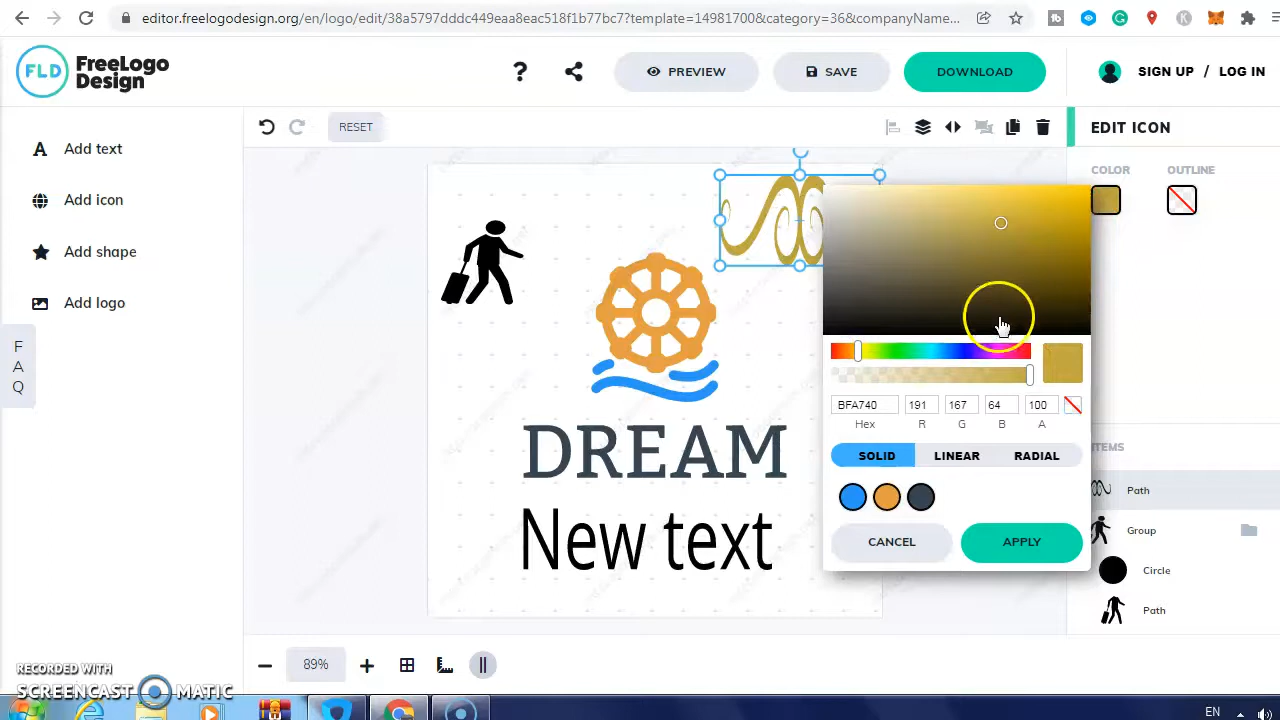 editor.freelogodesign.org/en/logo/edit/38a5797dddc449eaa8eac518f1b77bc7?template=1498170&category=36&companyName...
FLD FreeLogo Design
?
PREVIEW
SAVE
DOWNLOAD
SIGN UP / LOG IN
Add text
Add icon
Add shape
Add logo
F
A
Q
RESET
EDIT ICON
COLOR
OUTLINE
DREAM
New text
BFA740 191 167 64 100
Hex R G B A
SOLID LINEAR RADIAL
CANCEL APPLY
ITEMS
Path
Group
Circle
Path
89%
RECORDED WITH
SCREENCAST MATIC
EN